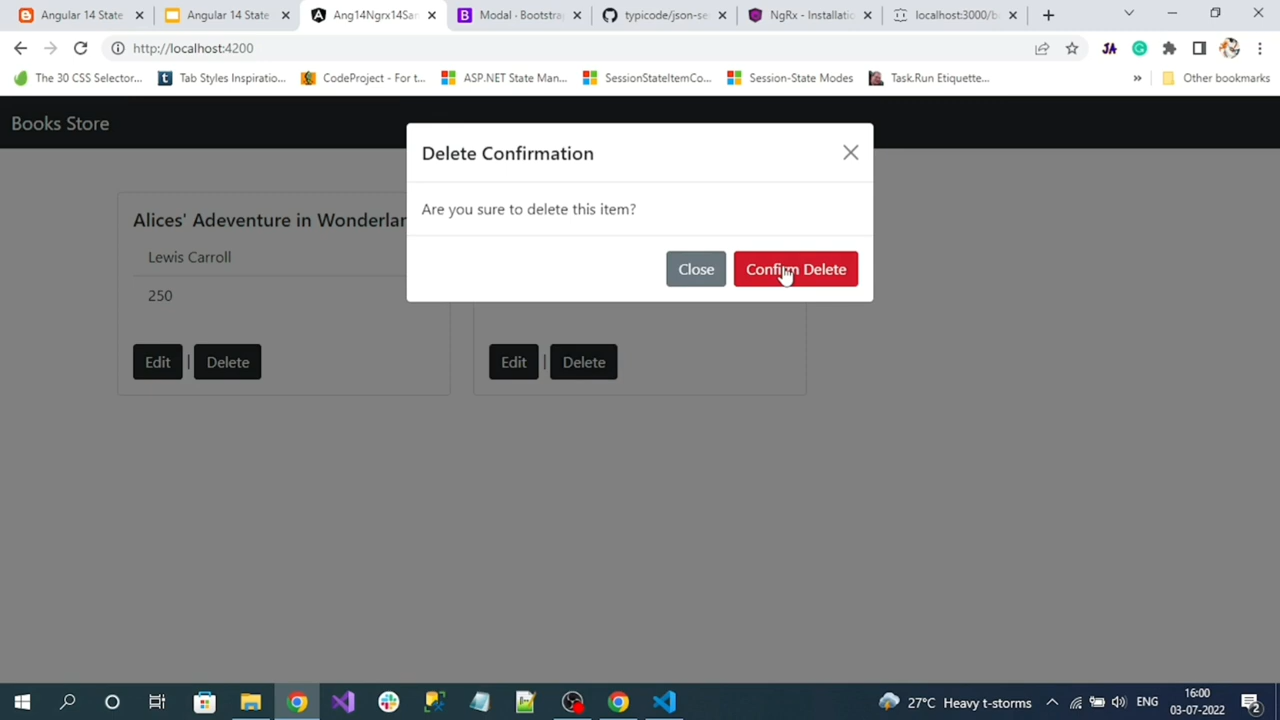 Angular 14 State
Angular 14 State
Ang14Ngrx14Sa
Modal · Bootstra
typicode/json-se
NgRx - Installatio
localhost:3000/b
http://localhost:4200
JA
The 30 CSS Selector...
Tab Styles Inspiratio...
CodeProject - For t...
ASP.NET State Man...
SessionStateItemCo...
Session-State Modes
Task.Run Etiquette...
»
Other bookmarks
Books Store
Delete Confirmation
Are you sure to delete this item?
Close
Confirm Delete
Alices' Adeventure in Wonderlan
Lewis Carroll
250
Edit | Delete
Edit | Delete
27°C Heavy t-storms
ENG
16:00
03-07-2022
2